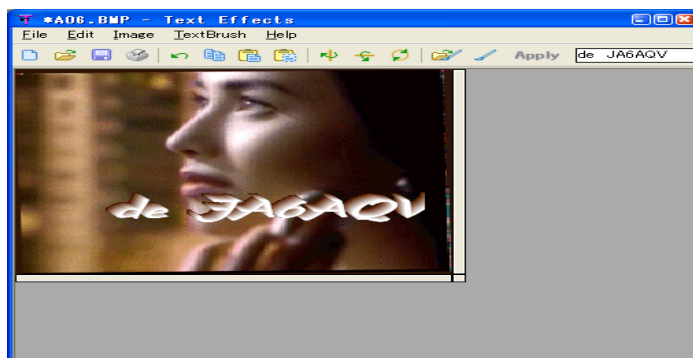 *A06.BMP - Text Effects
File Edit Image TextBrush Help
Apply de JA6AQV
de JA6AQV